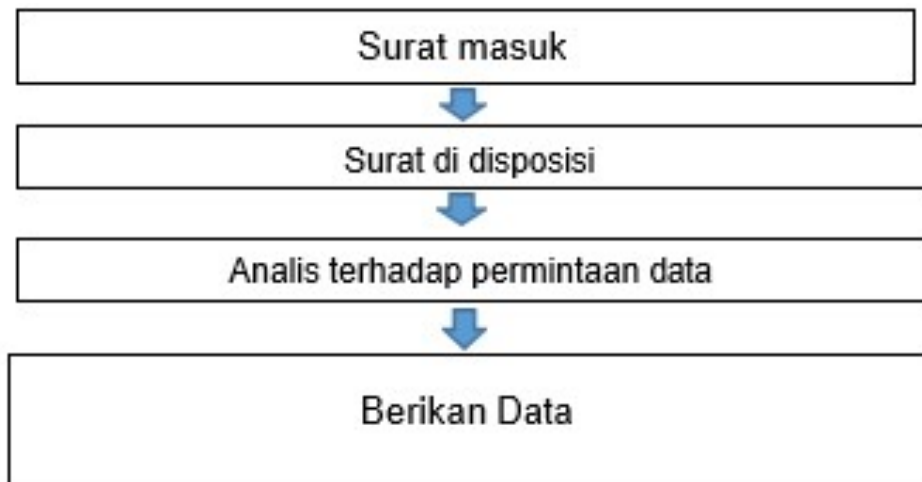 Surat masuk
Surat di disposisi
Analis terhadap permintaan data
Berikan Data